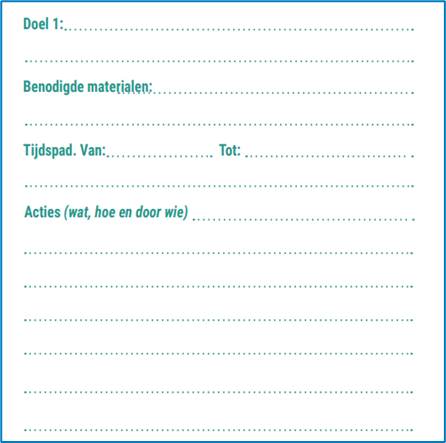 Doel 1:
Benodigde materialen:
Tijdspad. Van: Tot:
Acties (wat, hoe en door wie)